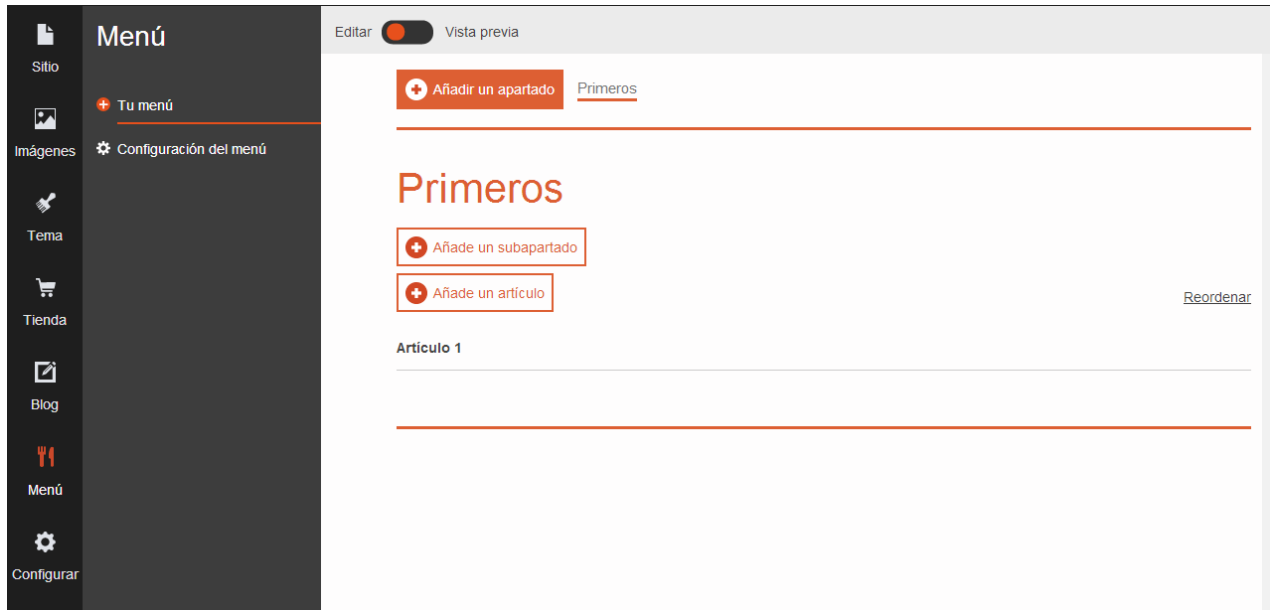 Sitio
Imágenes
Tema
Tienda
Blog
Menú
Configurar
Menú
Tu menú
Configuración del menú
Editar Vista previa
Añadir un apartado Primeros
Primeros
Añade un subapartado
Añade un artículo
Reordenar
Artículo 1